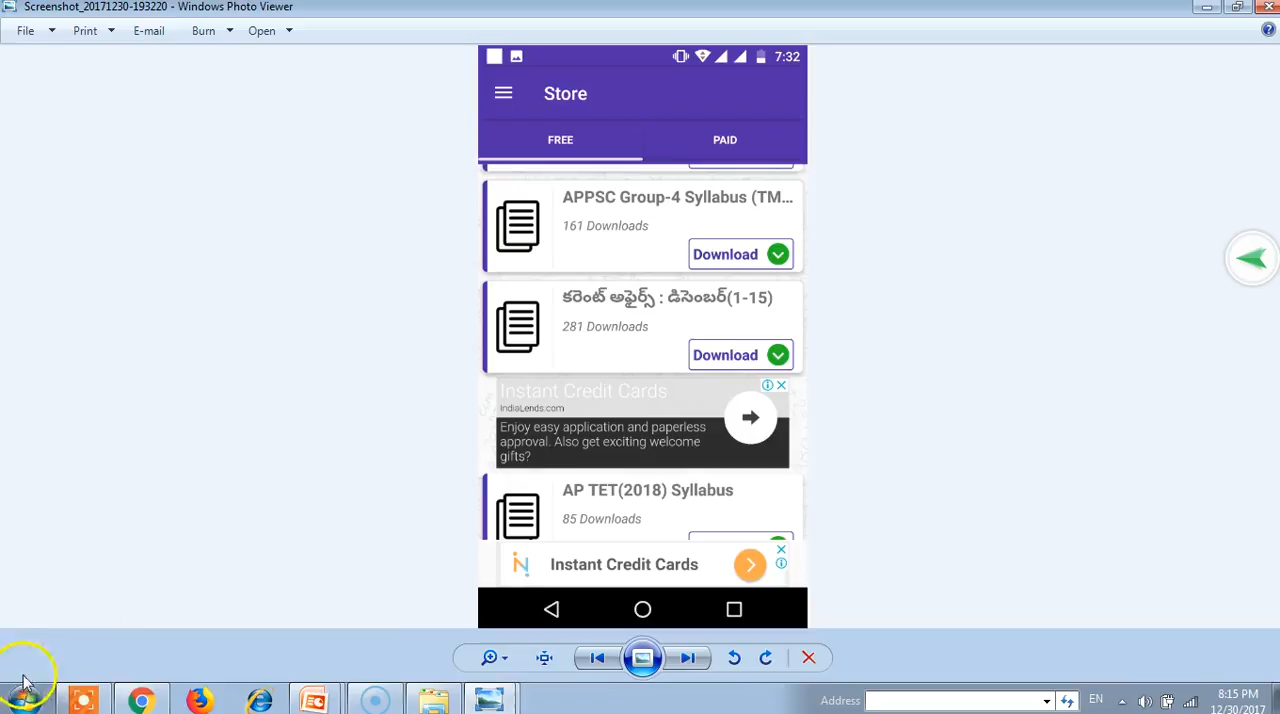 Screenshot_20171230-193220 - Windows Photo Viewer
File Print E-mail Burn Open
7:32
Store
FREE PAID
APPSC Group-4 Syllabus (TM...
161 Downloads
Download
కరెంట్ అఫైర్స్ : డిసెంబర్(1-15)
281 Downloads
Download
Instant Credit Cards
IndiaLends.com
Enjoy easy application and paperless
approval. Also get exciting welcome
gifts?
AP TET(2018) Syllabus
85 Downloads
Instant Credit Cards
Address
EN
8:15 PM
12/30/2017